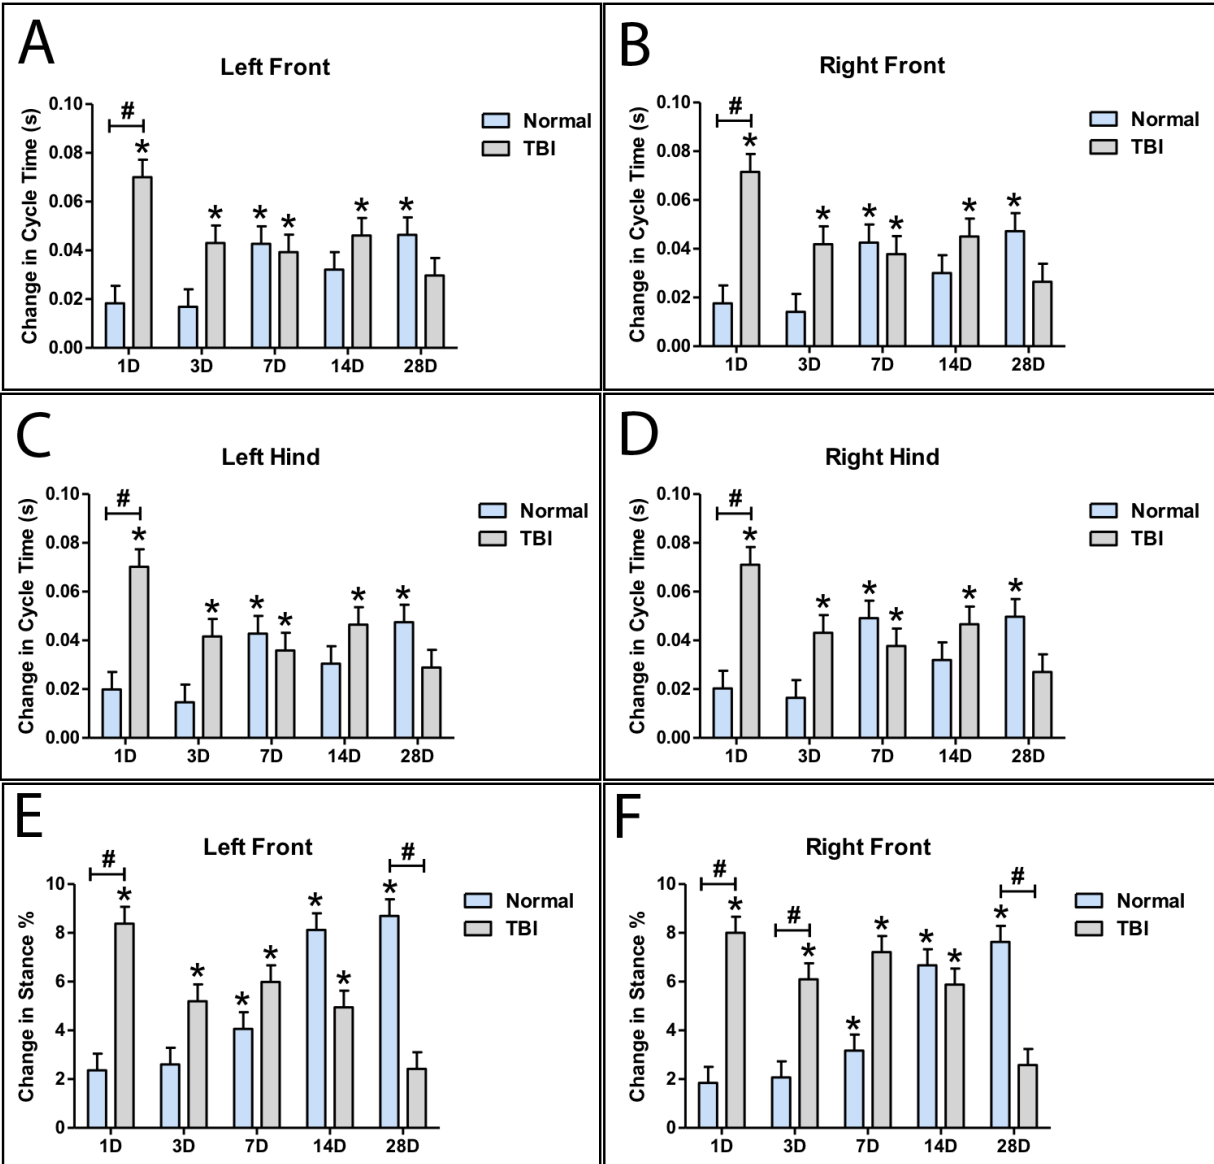 A
Left Front
Change in Cycle Time (s)
0.10
0.08
0.06
0.04
0.02
0.00
#
*
* * * * *
1D 3D 7D 14D 28D
Normal
TBI
B
Right Front
Change in Cycle Time (s)
0.10
0.08
0.06
0.04
0.02
0.00
#
*
* * * * *
1D 3D 7D 14D 28D
Normal
TBI
C
Left Hind
Change in Cycle Time (s)
0.10
0.08
0.06
0.04
0.02
0.00
#
*
* * * * *
1D 3D 7D 14D 28D
Normal
TBI
D
Right Hind
Change in Cycle Time (s)
0.10
0.08
0.06
0.04
0.02
0.00
#
*
* * * * *
1D 3D 7D 14D 28D
Normal
TBI
E
Left Front
Change in Stance %
10
8
6
4
2
0
# #
* * * * * * *
1D 3D 7D 14D 28D
Normal
TBI
F
Right Front
Change in Stance %
10
8
6
4
2
0
# # #
* * * * * * *
1D 3D 7D 14D 28D
Normal
TBI